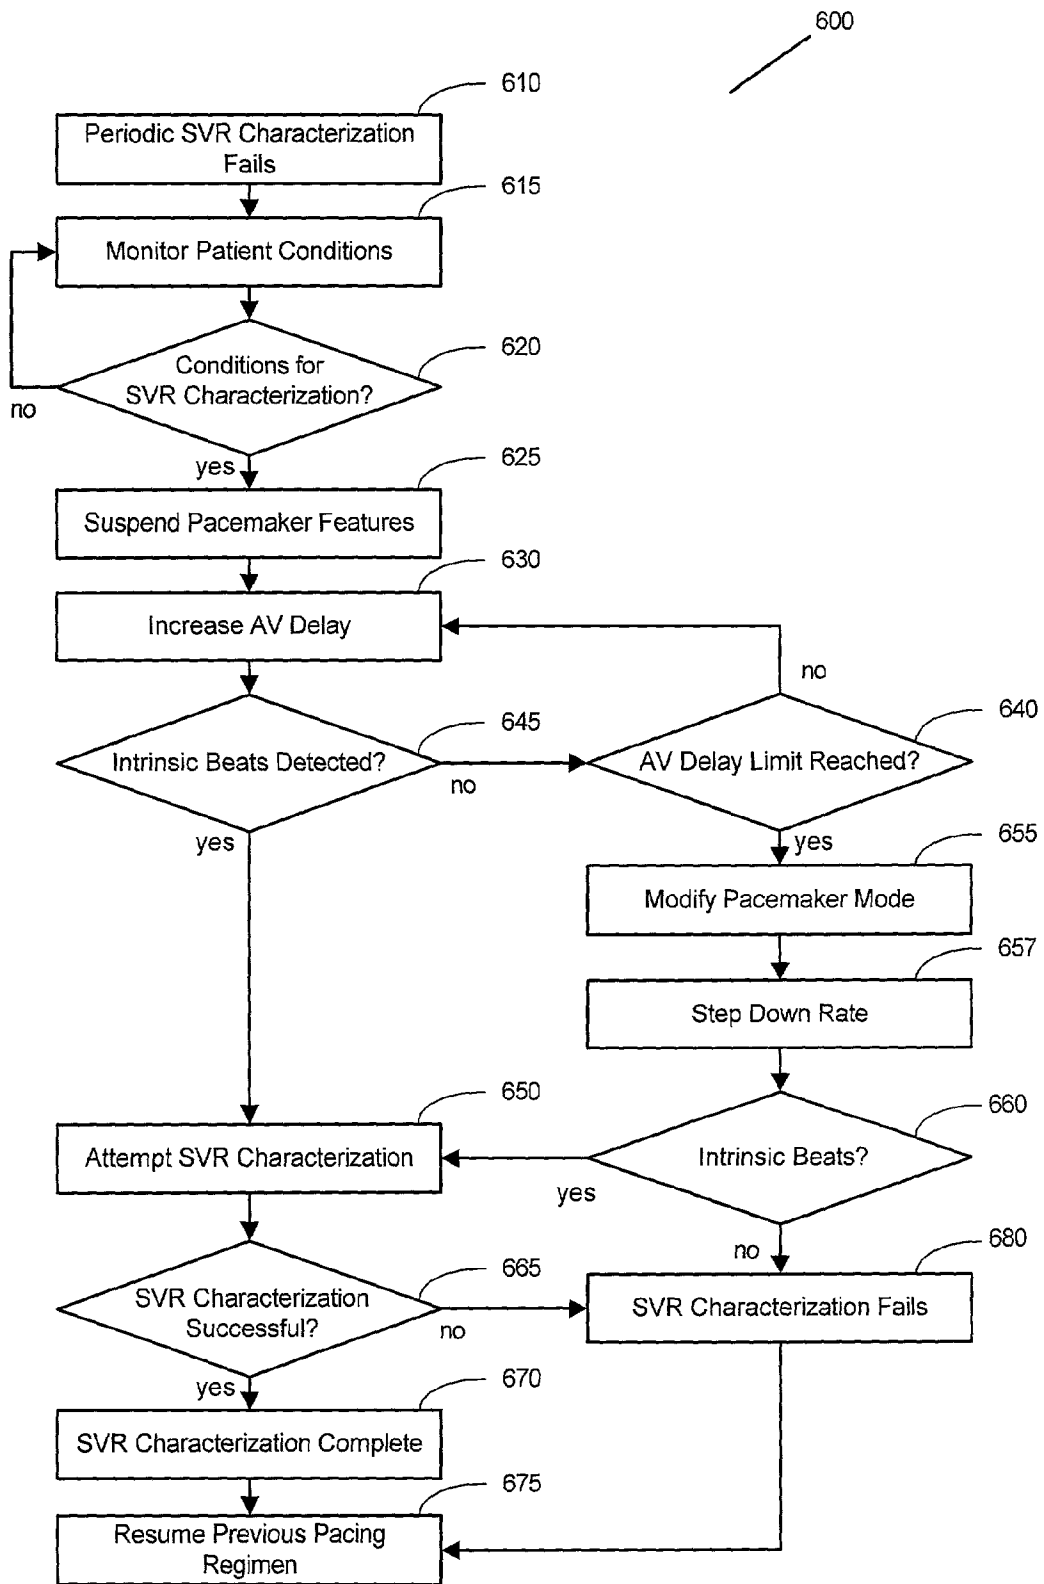 600
610
Periodic SVR Characterization
Fails
615
Monitor Patient Conditions
620
Conditions for
SVR Characterization?
no
yes
625
Suspend Pacemaker Features
630
Increase AV Delay
no
645
640
Intrinsic Beats Detected?
no
AV Delay Limit Reached?
yes
yes
655
Modify Pacemaker Mode
657
Step Down Rate
650
660
Attempt SVR Characterization
Intrinsic Beats?
yes
no
680
665
SVR Characterization
Successful?
no
SVR Characterization Fails
yes
670
SVR Characterization Complete
675
Resume Previous Pacing
Regimen